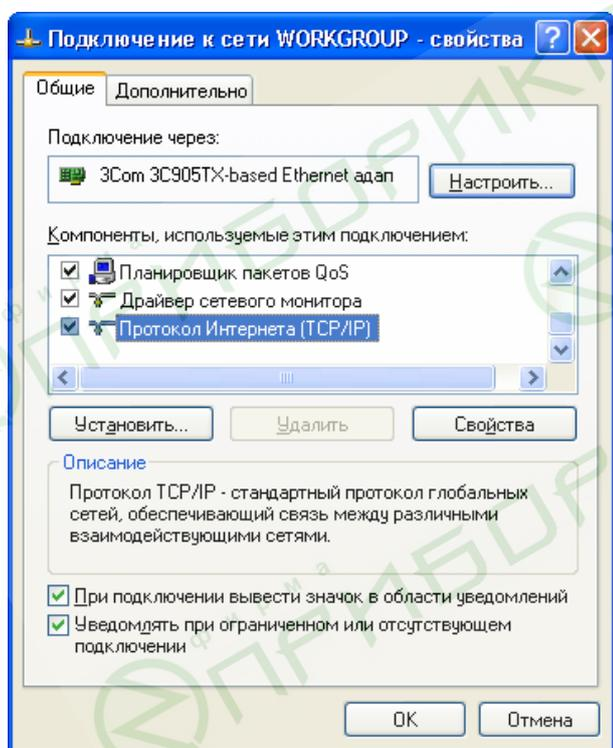 Подключение к сети WORKGROUP - свойства
Общие
Дополнительно
Подключение через:
3Com 3C905TX-based Ethernet адап
Настроить...
Компоненты, используемые этим подключением:
Планировщик пакетов QoS
Драйвер сетевого монитора
Протокол Интернета (TCP/IP)
Установить...
Удалить
Свойства
Описание
Протокол TCP/IP - стандартный протокол глобальных
сетей, обеспечивающий связь между различными
взаимодействующими сетями.
При подключении вывести значок в области уведомлений
Уведомлять при ограниченном или отсутствующем
подключении
OK
Отмена